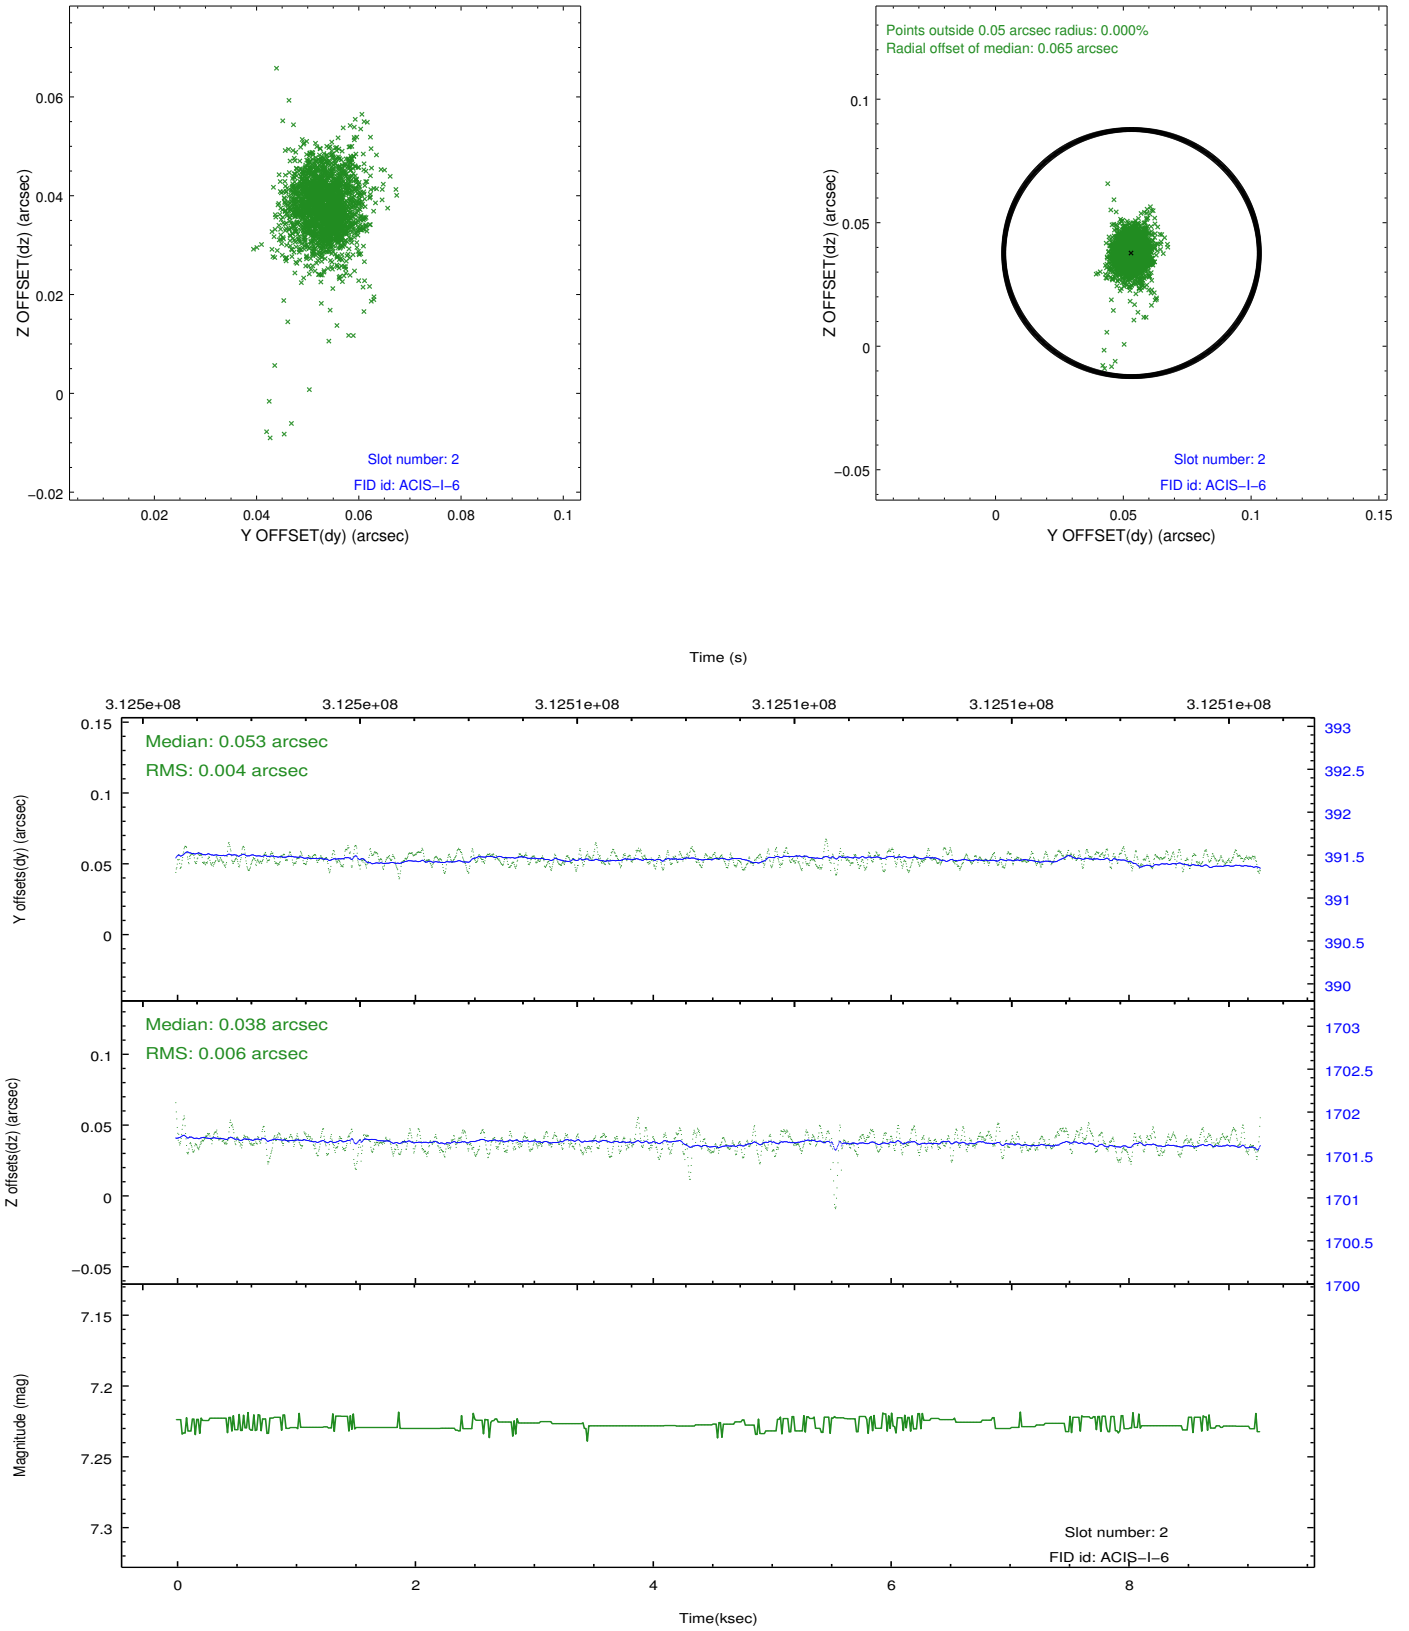 0.06
0.04
0.02
0
−0.02
0.02
0.04
0.06
0.08
0.1
Z OFFSET(dz) (arcsec)
Y OFFSET(dy) (arcsec)
Slot number: 2
FID id: ACIS−I−6
Points outside 0.05 arcsec radius: 0.000%
Radial offset of median: 0.065 arcsec
0.1
0.05
0
−0.05
0
0.05
0.1
0.15
Z OFFSET(dz) (arcsec)
Y OFFSET(dy) (arcsec)
Slot number: 2
FID id: ACIS−I−6
Time (s)
3.125e+08
3.125e+08
3.1251e+08
3.1251e+08
3.1251e+08
3.1251e+08
Median: 0.053 arcsec
RMS: 0.004 arcsec
0.15
0.1
0.05
0
Y offsets(dy) (arcsec)
393
392.5
392
391.5
391
390.5
390
Median: 0.038 arcsec
RMS: 0.006 arcsec
0.1
0.05
0
−0.05
Z offsets(dz) (arcsec)
1703
1702.5
1702
1701.5
1701
1700.5
1700
7.15
7.2
7.25
7.3
Magnitude (mag)
Slot number: 2
FID id: ACIS−I−6
0
2
4
6
8
Time(ksec)